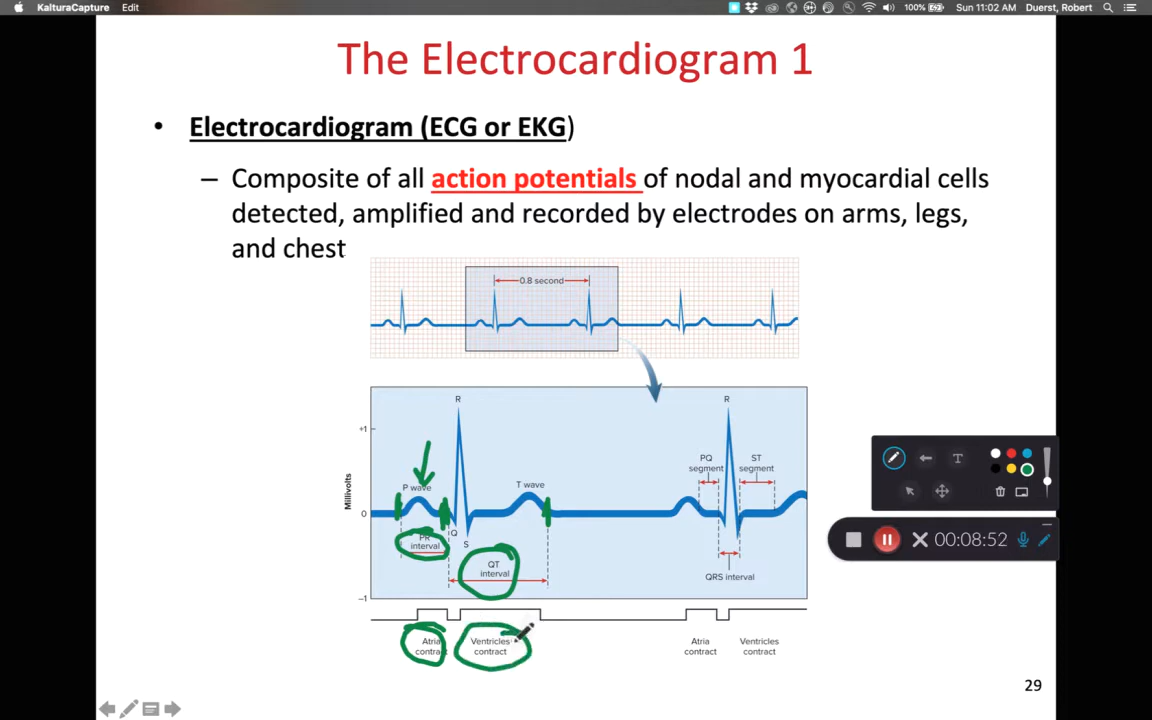 KalturaCapture Edit 100% Sun 11:02 AM Duerst, Robert
The Electrocardiogram 1
• Electrocardiogram (ECG or EKG)
– Composite of all action potentials of nodal and myocardial cells
detected, amplified and recorded by electrodes on arms, legs,
and chest
0.8 second
R R
+1
PQ
segment
ST
segment
P wave
T wave
Millivolts
0
Q
S
PR
interval
QT
interval
QRS interval
–1
Atria
contract
Ventricles
contract
Atria
contract
Ventricles
contract
T
00:08:52
29